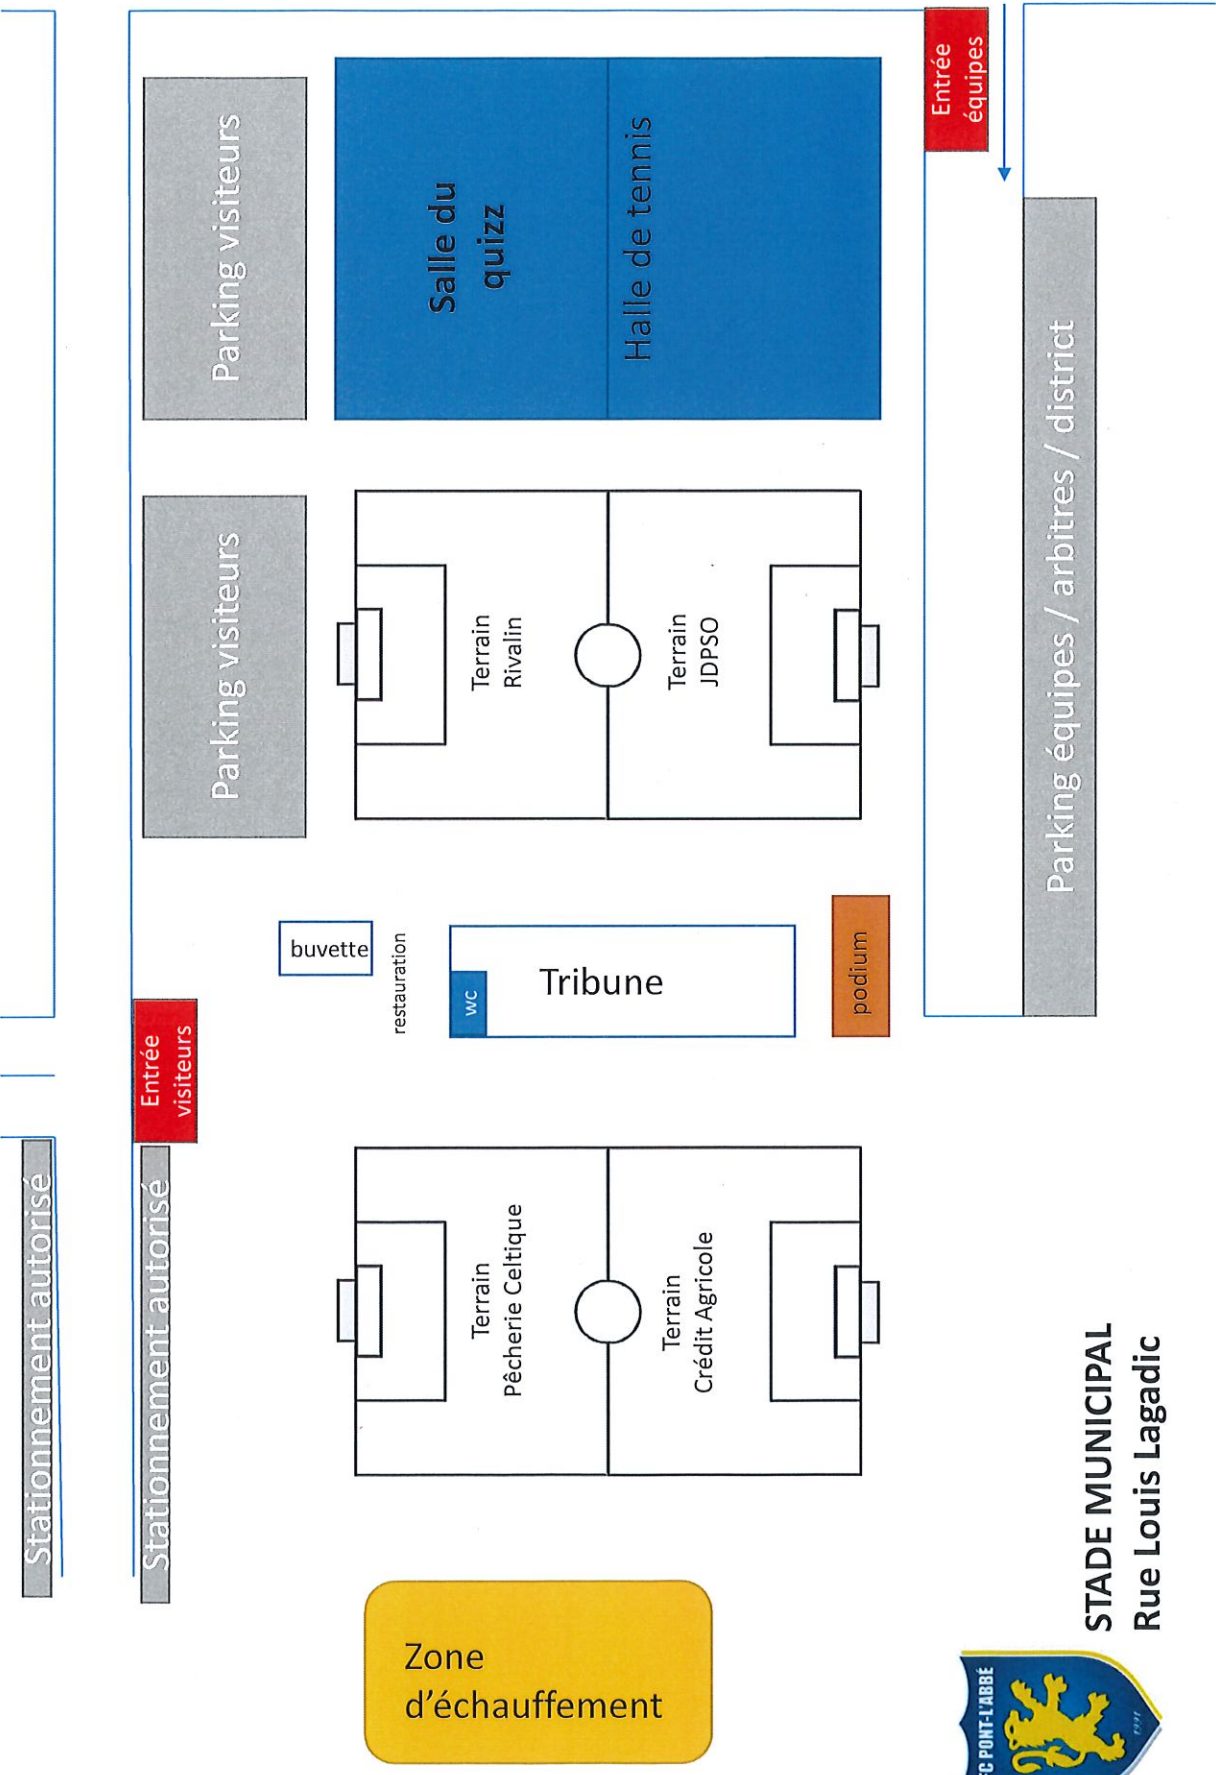 Stationnement autorisé
Stationnement autorisé
Entrée
visiteurs
Parking visiteurs
Parking visiteurs
buvette
restauration
wc
Tribune
podium
Terrain
Pêcherie Celtique
Terrain
Crédit Agricole
Terrain
Rivalin
Terrain
JDPSO
Salle du
quizz
Halle de tennis
Entrée
équipes
Parking équipes / arbitres / district
Zone
d'échauffement
FC PONT-L'ABBÉ
STADE MUNICIPAL
Rue Louis Lagadic